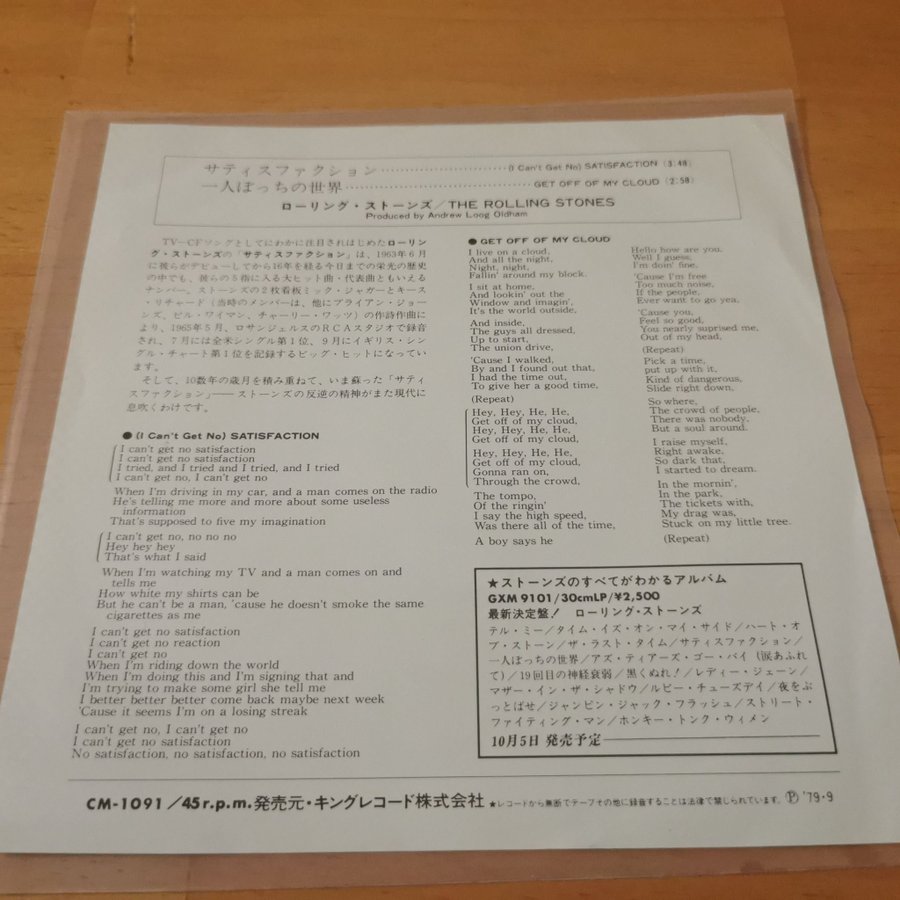 サティスファクション……………………(I Can't Get No) SATISFACTION (3:48)
一人ぼっちの世界……………………………GET OFF OF MY CLOUD (2:58)
ローリング・ストーンズ/THE ROLLING STONES
Produced by Andrew Long Oldham
TV−CFソングとしてにわかに注目されはじめたローリン
グ・ストーンズの「サティスファクション」は、1963年6月
に彼らがデビューしてから16年を経る今日までの栄光の歴史
の中でも、彼らの5指に入る大ヒット曲・代表曲ともいえる
ナンバー。ストーンズの2枚看板ミック・ジャガーとキース
・リチャード(当時のメンバーは、他にブライアン・ジョー
ンズ、ビル・ワイマン、チャーリー・ワッツ)の作詩作曲に
より、1965年5月、ロサンジェルスのRCAスタジオで録音
され、7月には全米シングル第1位、9月にイギリス・シン
グル・チャート第1位を記録するビッグ・ヒットになってい
ます。
そして、10数年の歳月を積み重ねて、いま蘇った「サティ
スファクション」――ストーンズの反逆の精神がまた現代に
息吹くわけです。
●(I Can't Get No) SATISFACTION
I can't get no satisfaction
I can't get no satisfaction
I tried, and I tried and I tried, and I tried
I can't get no, I can't get no
When I'm driving in my car, and a man comes on the radio
He's telling me more and more about some useless
information
That's supposed to five my imagination
I can't get no, no no no
Hey hey hey
That's what I said
When I'm watching my TV and a man comes on and
tells me
How white my shirts can be
But he can't be a man, 'cause he doesn't smoke the same
cigarettes as me
I can't get no satisfaction
I can't get no reaction
I can't get no
When I'm riding down the world
When I'm doing this and I'm signing that and
I'm trying to make some girl she tell me
I better better better come back maybe next week
'Cause it seems I'm on a losing streak
I can't get no, I can't get no
I can't get no satisfaction
No satisfaction, no satisfaction, no satisfaction
●GET OFF OF MY CLOUD
I live on a cloud,
And all the night,
Night, night,
Fallin' around my block.
I sit at home,
And lookin' out the
Window and imagin',
It's the world outside,
And inside,
The guys all dressed,
Up to start,
The union drive,
'Cause I walked,
By and I found out that,
I had the time out,
To give her a good time,
(Repeat)
Hey, Hey, He, He,
Get off of my cloud,
Hey, Hey, He, He,
Get off of my cloud,
Hey, Hey, He, He,
Get off of my cloud,
Gonna ran on,
Through the crowd,
The tempo,
Of the ringin'
I say the high speed,
Was there all of the time,
A boy says he
Hello how are you,
Well I guess,
I'm doin' fine,
'Cause I'm free
Too much noise,
If the people,
Ever want to go yea,
'Cause you,
Feel so good,
You nearly suprised me,
Out of my head,
(Repeat)
Pick a time,
put up with it,
Kind of dangerous,
Slide right down,
So where,
The crowd of people,
There was nobody,
But a soul around.
I raise myself,
Right awake,
So dark that,
I started to dream.
In the mornin',
In the park,
The tickets with,
My drag was,
Stuck on my little tree.
(Repeat)
★ストーンズのすべてがわかるアルバム
GXM 9101/30cmLP/¥2,500
最新決定盤! ローリング・ストーンズ
テル・ミー/タイム・イズ・オン・マイ・サイド/ハート・オ
ブ・ストーン/ザ・ラスト・タイム/サティスファクション/
一人ぼっちの世界/アズ・ティアーズ・ゴー・バイ(涙あふれ
て)/19回目の神経衰弱/黒くぬれ!/レディー・ジェーン/
マザー・イン・ザ・シャドウ/ルビー・チューズデイ/夜をぶ
っとばせ/ジャンピン・ジャック・フラッシュ/ストリート・
ファイティング・マン/ホンキー・トンク・ウィメン
10月5日 発売予定
CM-1091/45r.p.m.発売元・キングレコード株式会社 ★レコードから無断でテープその他に録音することは法律で禁じられています。 Ⓟ'79・9